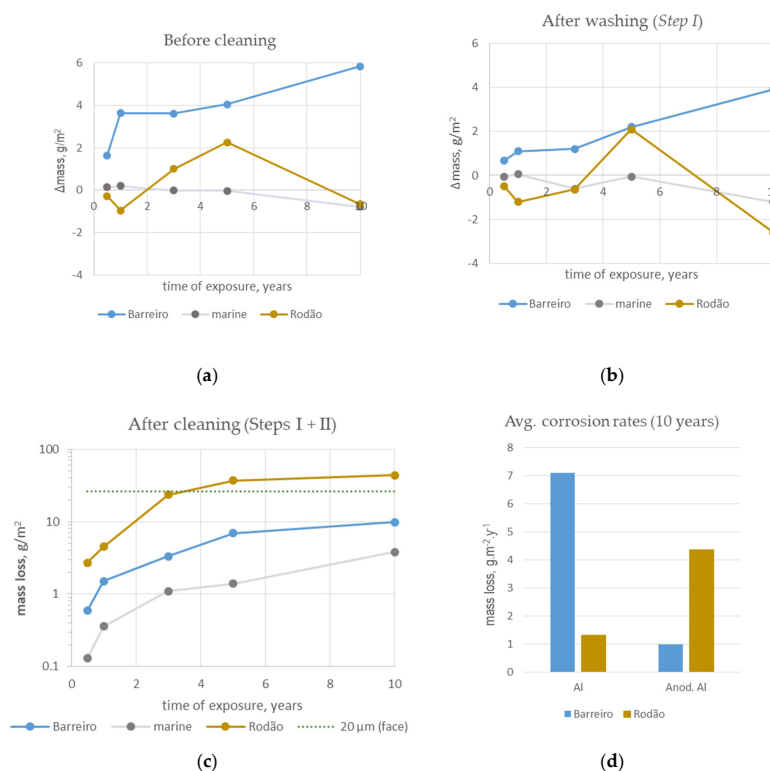 Before cleaning
6
4
2
0
-2
-4
Δmass, g/m²
0
2
4
6
8
10
time of exposure, years
Barreiro
marine
Rodão
(a)
After washing (Step I)
6
4
2
0
-2
-4
Δmass, g/m²
0
2
4
6
8
time of exposure, years
Barreiro
marine
Rodão
(b)
After cleaning (Steps I + II)
100
10
1
0.1
mass loss, g/m²
0
2
4
6
8
10
time of exposure, years
Barreiro
marine
Rodão
20 µm (face)
(c)
Avg. corrosion rates (10 years)
8
7
6
5
4
3
2
1
0
mass loss, g.m⁻².y⁻¹
Al
Anod. Al
Barreiro
Rodão
(d)